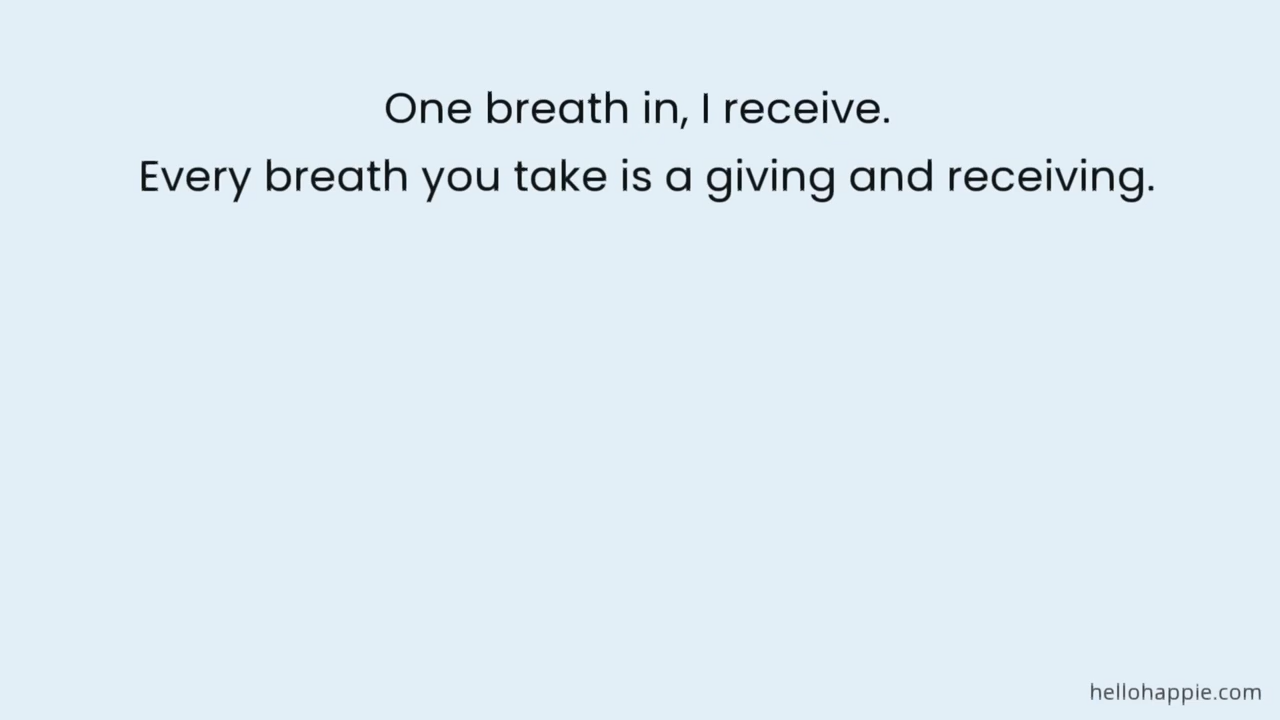 One breath in, I receive.
Every breath you take is a giving and receiving.
hellohappie.com